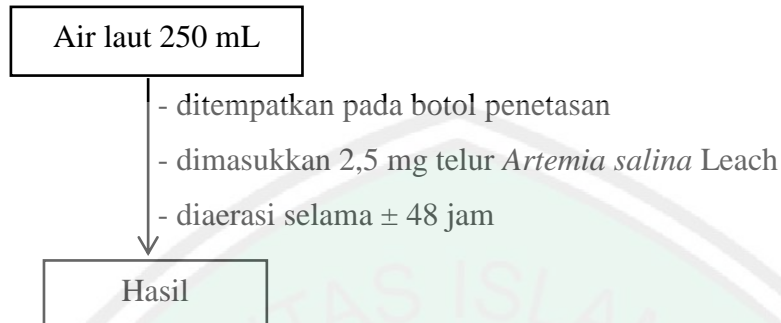 Air laut 250 mL
- ditempatkan pada botol penetasan
- dimasukkan 2,5 mg telur Artemia salina Leach
- diaerasi selama ± 48 jam
Hasil